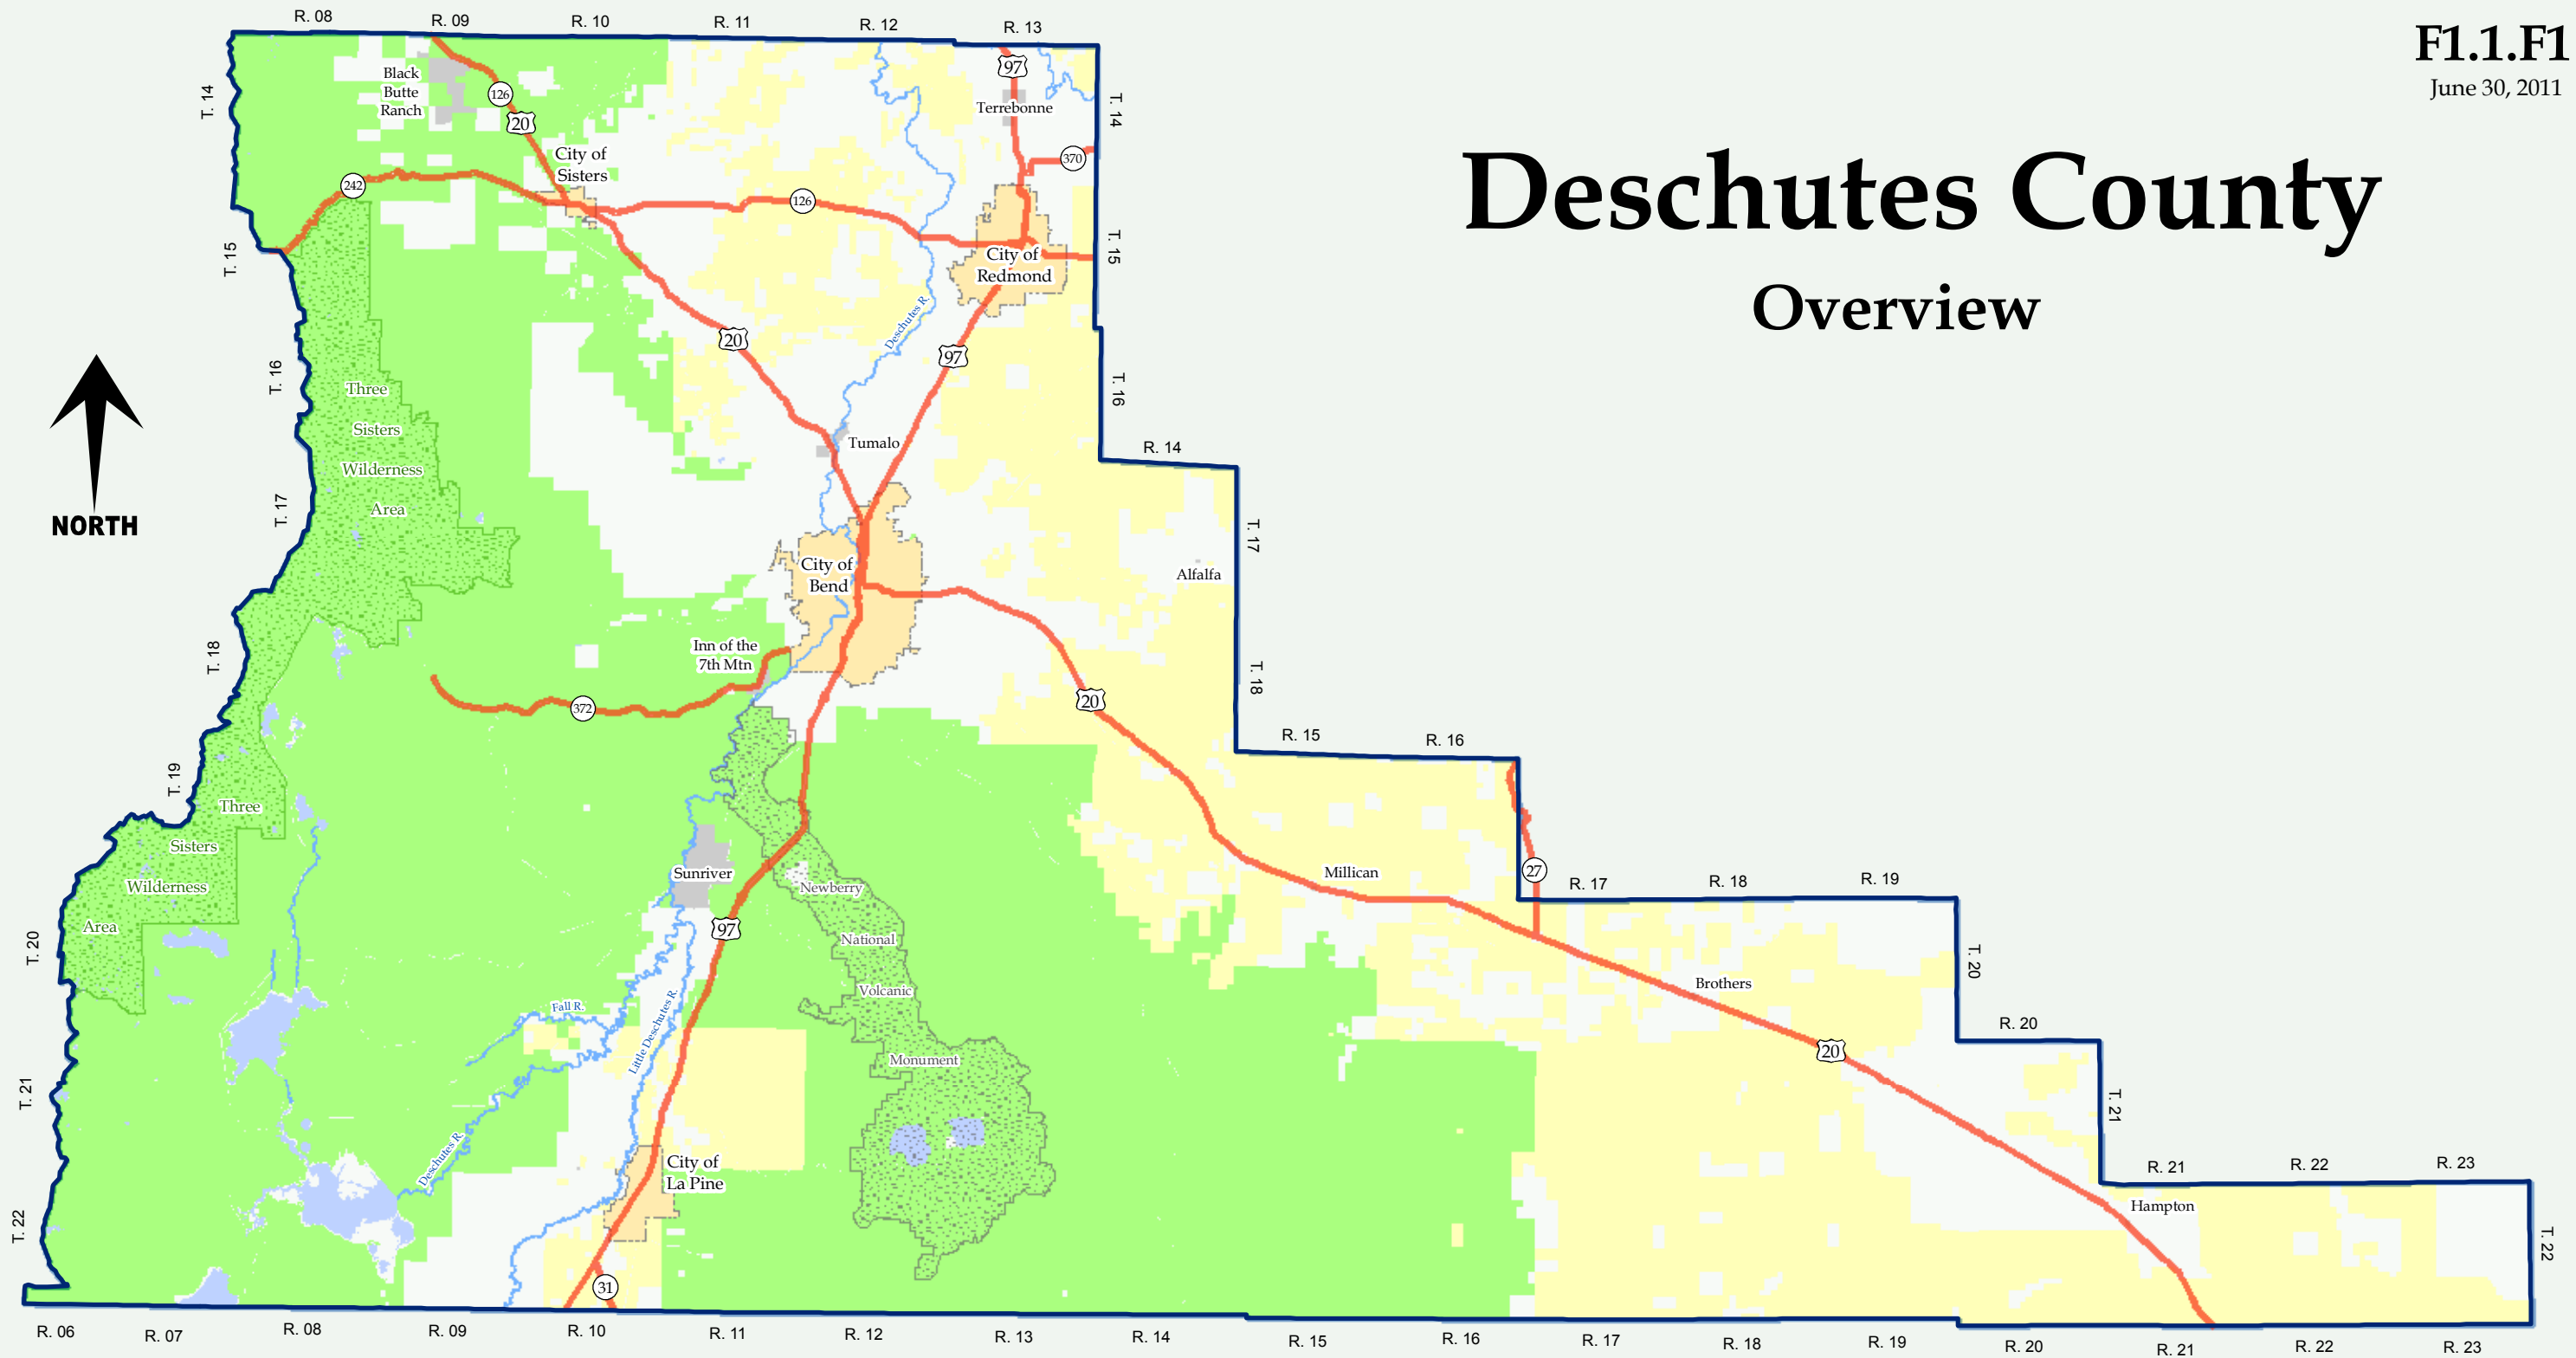 R. 08
R. 09
R. 10
R. 11
R. 12
R. 13
F1.1.F1
June 30, 2011
Deschutes County
Overview
T. 14
T. 15
T. 16
T. 17
T. 18
T. 19
T. 20
T. 21
T. 22
NORTH
Black
Butte
Ranch
126
20
97
Terrebonne
T. 14
370
City of
Sisters
242
126
T. 15
City of
Redmond
Deschutes R.
20
97
T. 16
Three
Sisters
Wilderness
Area
Tumalo
R. 14
T. 17
City of
Bend
Alfalfa
Inn of the
7th Mtn
372
20
T. 18
R. 15
R. 16
Three
Sisters
Wilderness
Area
Sunriver
97
Newberry
National
Volcanic
Monument
Millican
27
R. 17
R. 18
R. 19
T. 20
Brothers
R. 20
20
T. 21
Fall R.
Little Deschutes R.
Deschutes R.
City of
La Pine
31
R. 21
R. 22
R. 23
Hampton
T. 22
R. 06
R. 07
R. 08
R. 09
R. 10
R. 11
R. 12
R. 13
R. 14
R. 15
R. 16
R. 17
R. 18
R. 19
R. 20
R. 21
R. 22
R. 23